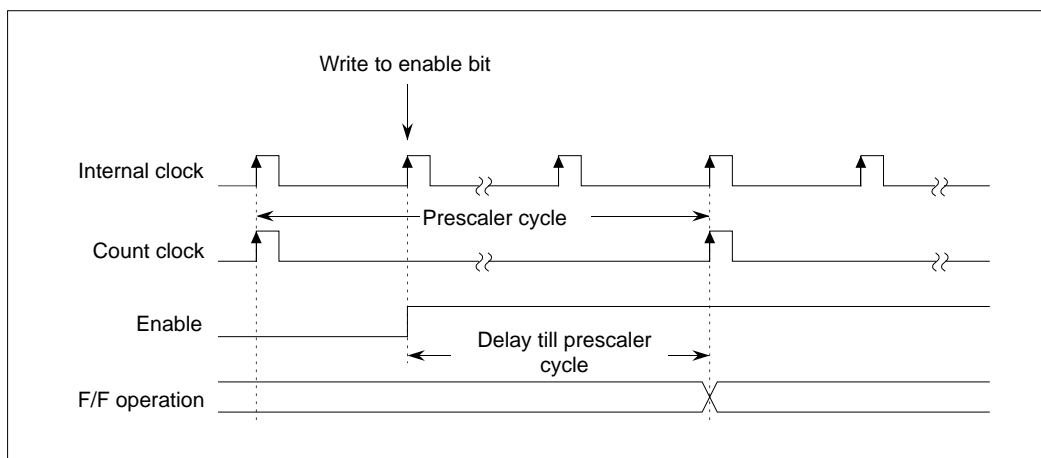 Write to enable bit
Internal clock
Prescaler cycle
Count clock
Enable
Delay till prescaler
cycle
F/F operation